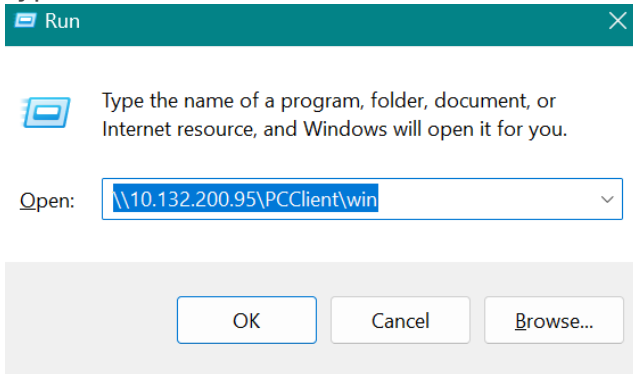 Run
Type the name of a program, folder, document, or
Internet resource, and Windows will open it for you.
Open:
\\10.132.200.95\PCClient\win
OK
Cancel
Browse...